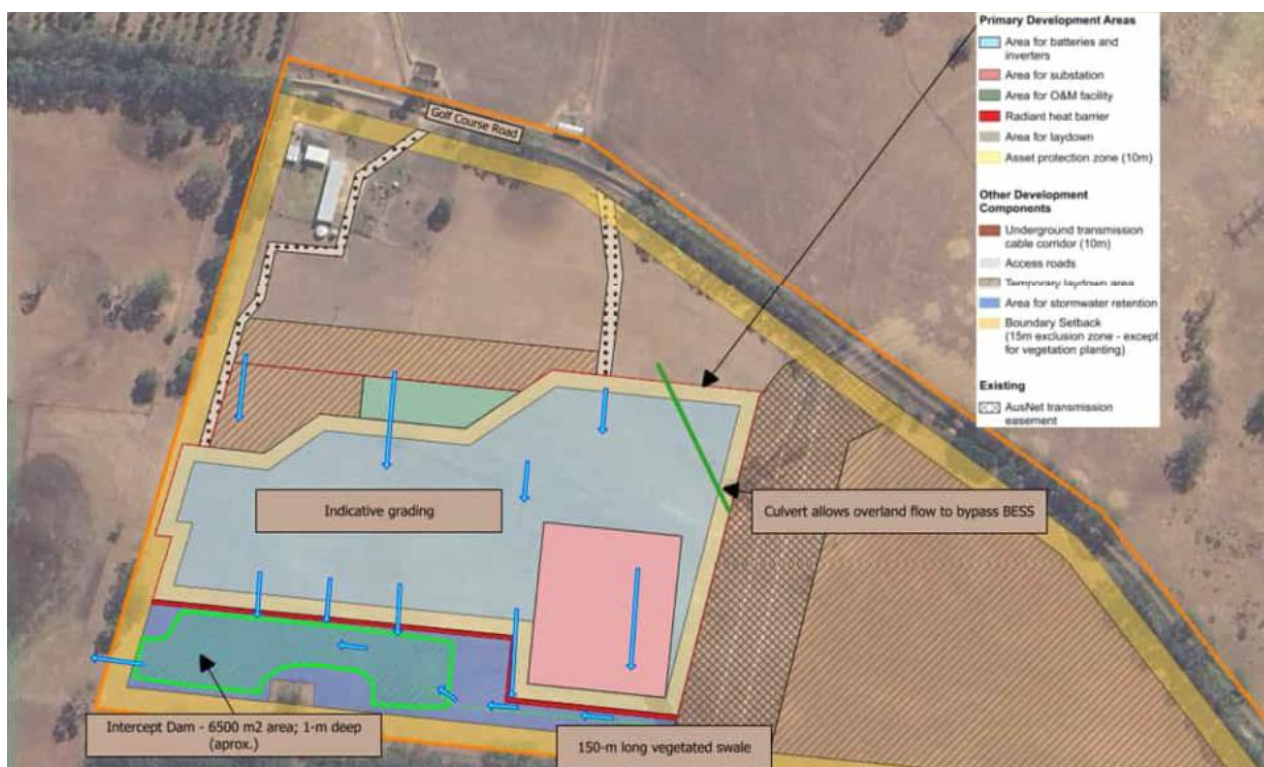 Primary Development Areas
Area for batteries and
inverters
Area for substation
Area for O&M facility
Radiant heat barrier
Area for laydown
Asset protection zone (10m)
Other Development
Components
Underground transmission
cable corridor (10m)
Access roads
Temporary laydown area
Area for stormwater retention
Boundary Setback
(15m exclusion zone - except
for vegetation planting)
Existing
AusNet transmission
easement
Golf Course Road
Indicative grading
Culvert allows overland flow to bypass BESS
Intercept Dam - 6500 m2 area; 1-m deep
(aprox.)
150-m long vegetated swale